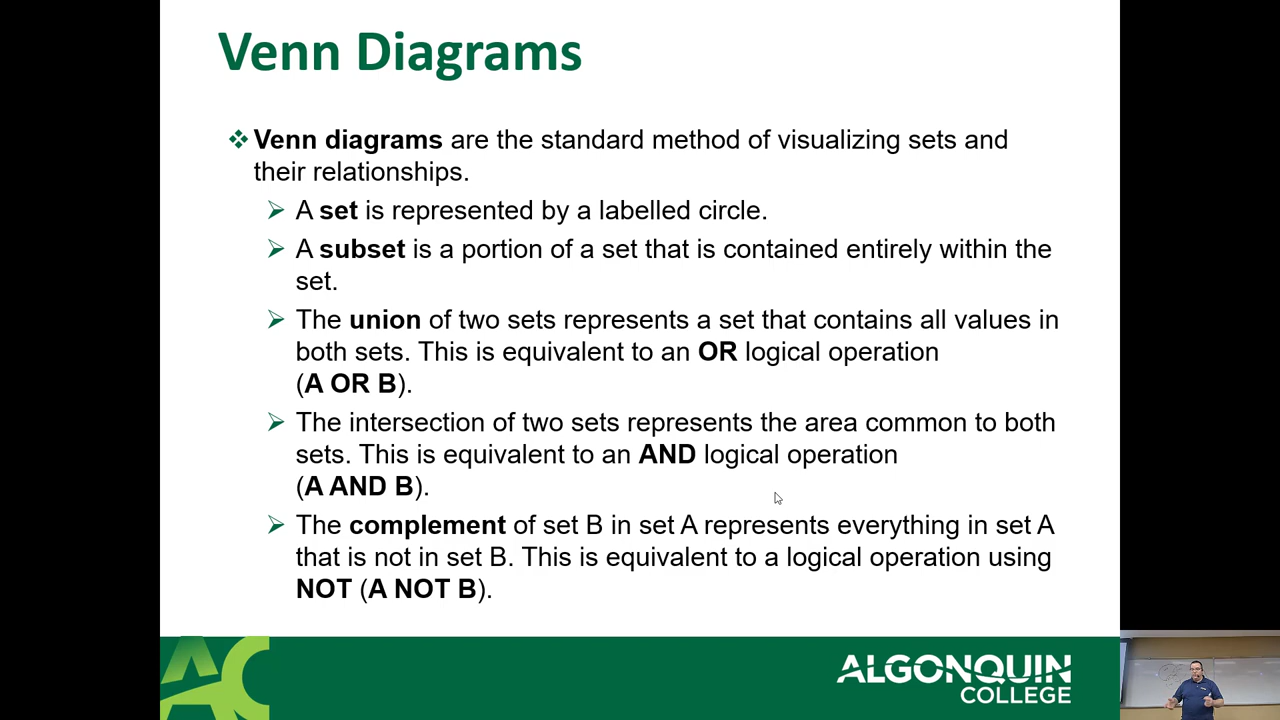 Venn Diagrams
Venn diagrams are the standard method of visualizing sets and
their relationships.
A set is represented by a labelled circle.
A subset is a portion of a set that is contained entirely within the
set.
The union of two sets represents a set that contains all values in
both sets. This is equivalent to an OR logical operation
(A OR B).
The intersection of two sets represents the area common to both
sets. This is equivalent to an AND logical operation
(A AND B).
The complement of set B in set A represents everything in set A
that is not in set B. This is equivalent to a logical operation using
NOT (A NOT B).
AC
ALGONQUIN
COLLEGE